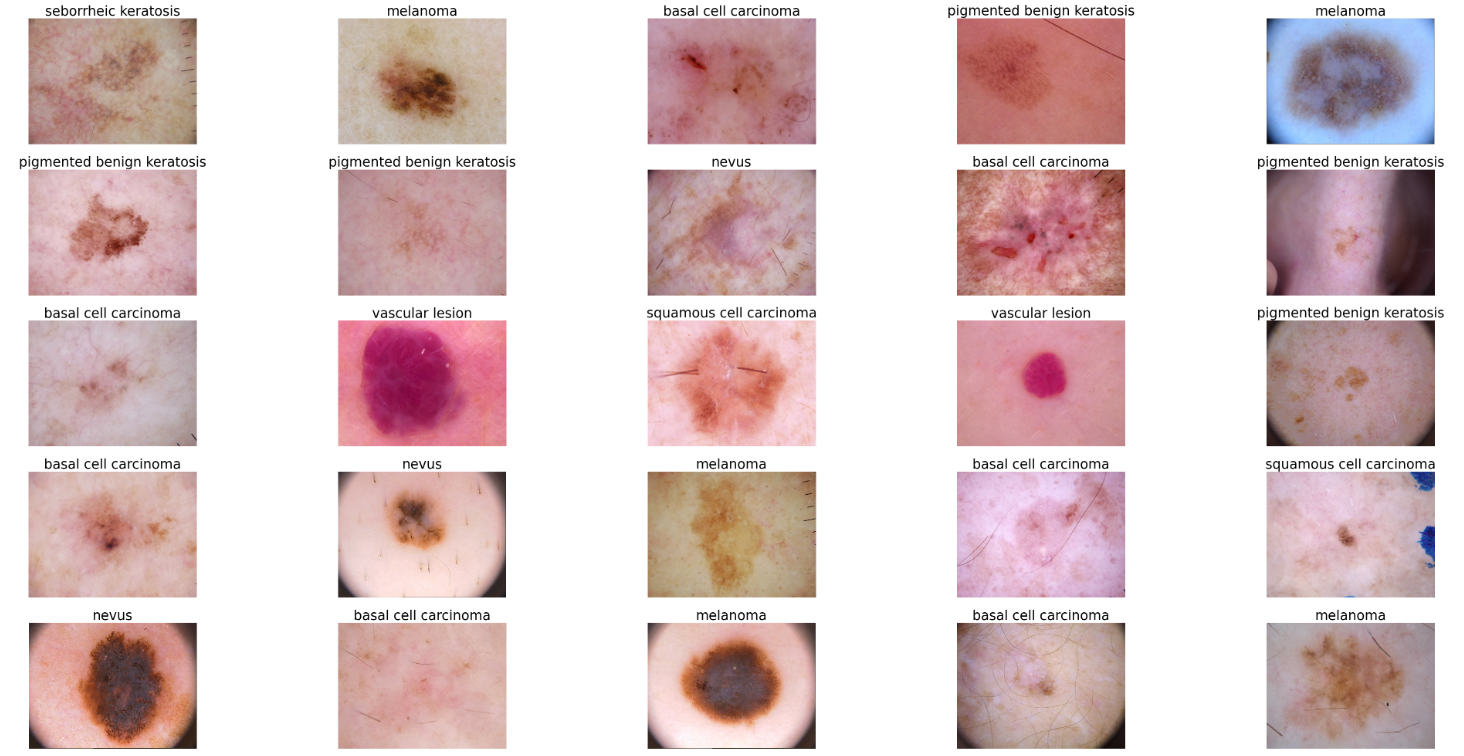 seborrheic keratosis
melanoma
basal cell carcinoma
pigmented benign keratosis
melanoma
pigmented benign keratosis
pigmented benign keratosis
nevus
basal cell carcinoma
pigmented benign keratosis
basal cell carcinoma
vascular lesion
squamous cell carcinoma
vascular lesion
pigmented benign keratosis
basal cell carcinoma
nevus
melanoma
basal cell carcinoma
squamous cell carcinoma
nevus
basal cell carcinoma
melanoma
basal cell carcinoma
melanoma